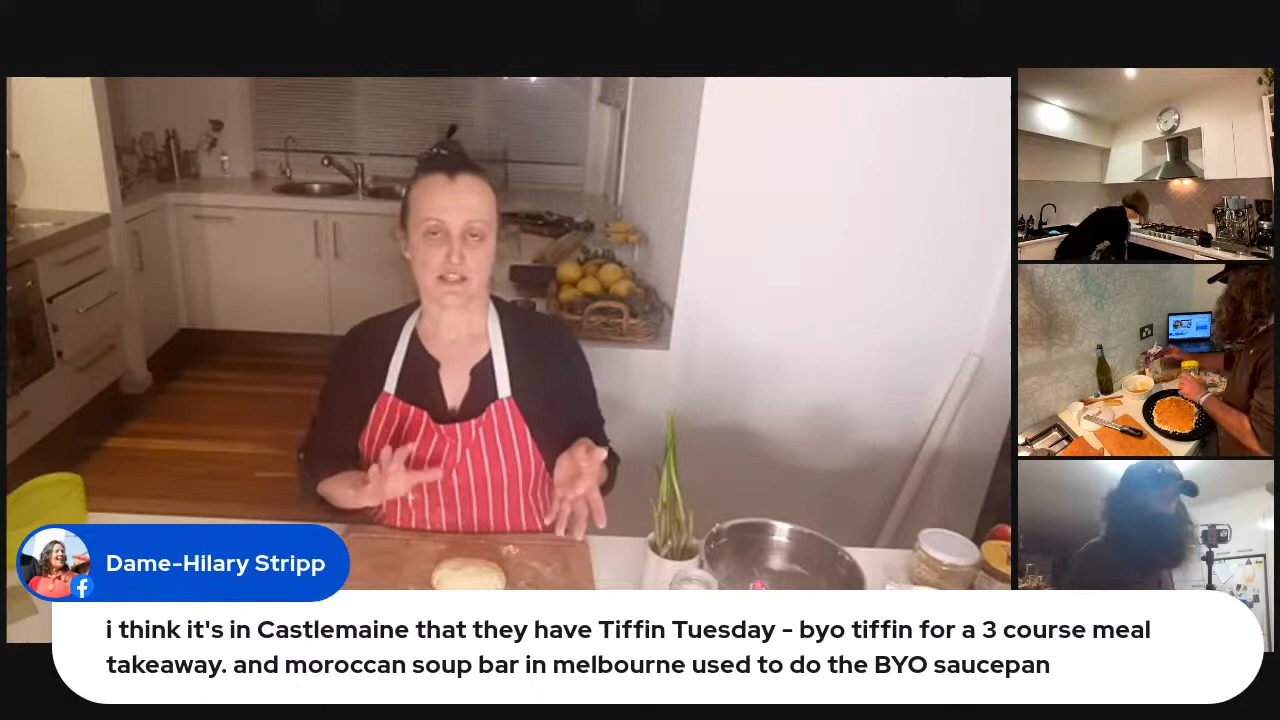 Dame-Hilary Stripp
i think it's in Castlemaine that they have Tiffin Tuesday - byo tiffin for a 3 course meal
takeaway. and moroccan soup bar in melbourne used to do the BYO saucepan